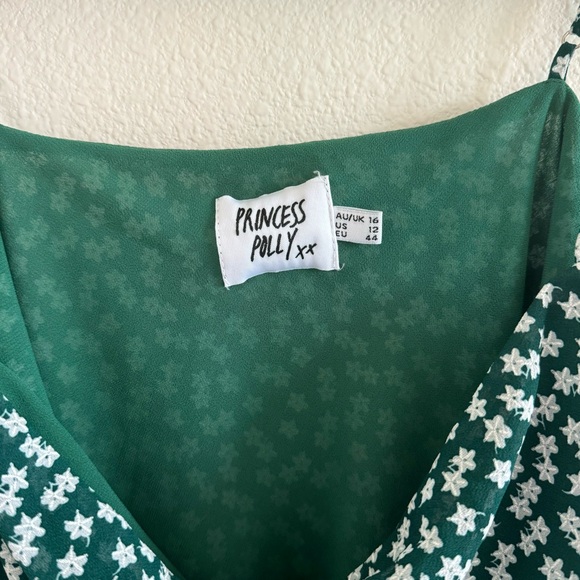 PRINCESS
POLLY xx
AU/UK 16
US 12
EU 44